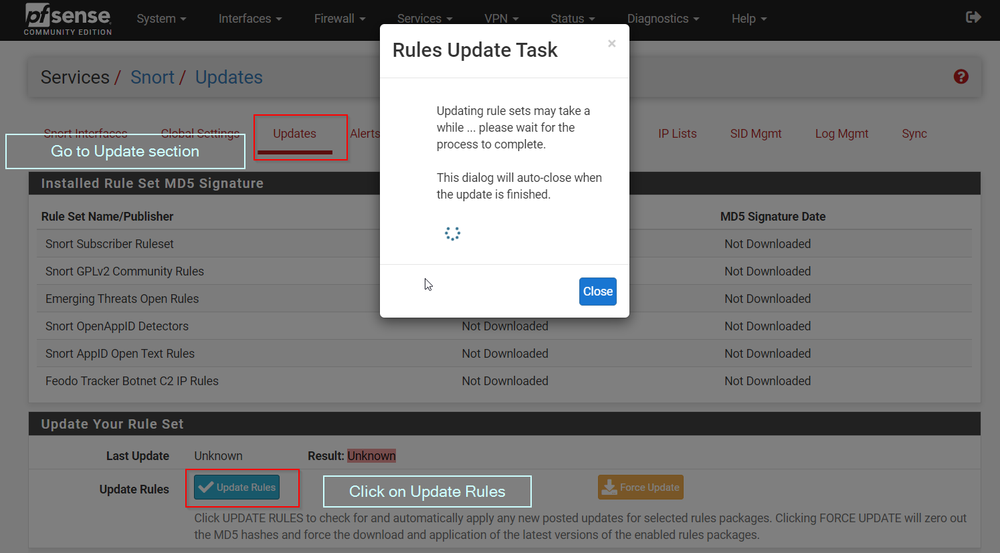 pfsense
COMMUNITY EDITION
System
Interfaces
Firewall
Services
VPN
Status
Diagnostics
Help
Rules Update Task
×
Services / Snort / Updates
?
Updating rule sets may take a
while ... please wait for the
process to complete.
This dialog will auto-close when
the update is finished.
Close
Snort Interfaces
Global Settings
Updates
Alerts
IP Lists
SID Mgmt
Log Mgmt
Sync
Go to Update section
Installed Rule Set MD5 Signature
Rule Set Name/Publisher MD5 Signature Date
Snort Subscriber Ruleset Not Downloaded
Snort GPLv2 Community Rules Not Downloaded
Emerging Threats Open Rules Not Downloaded
Snort OpenAppID Detectors Not Downloaded Not Downloaded
Snort AppID Open Text Rules Not Downloaded Not Downloaded
Feodo Tracker Botnet C2 IP Rules Not Downloaded Not Downloaded
Update Your Rule Set
Last Update Unknown Result: Unknown
Update Rules Update Rules Click on Update Rules Force Update
Click UPDATE RULES to check for and automatically apply any new posted updates for selected rules packages. Clicking FORCE UPDATE will zero out
the MD5 hashes and force the download and application of the latest versions of the enabled rules packages.